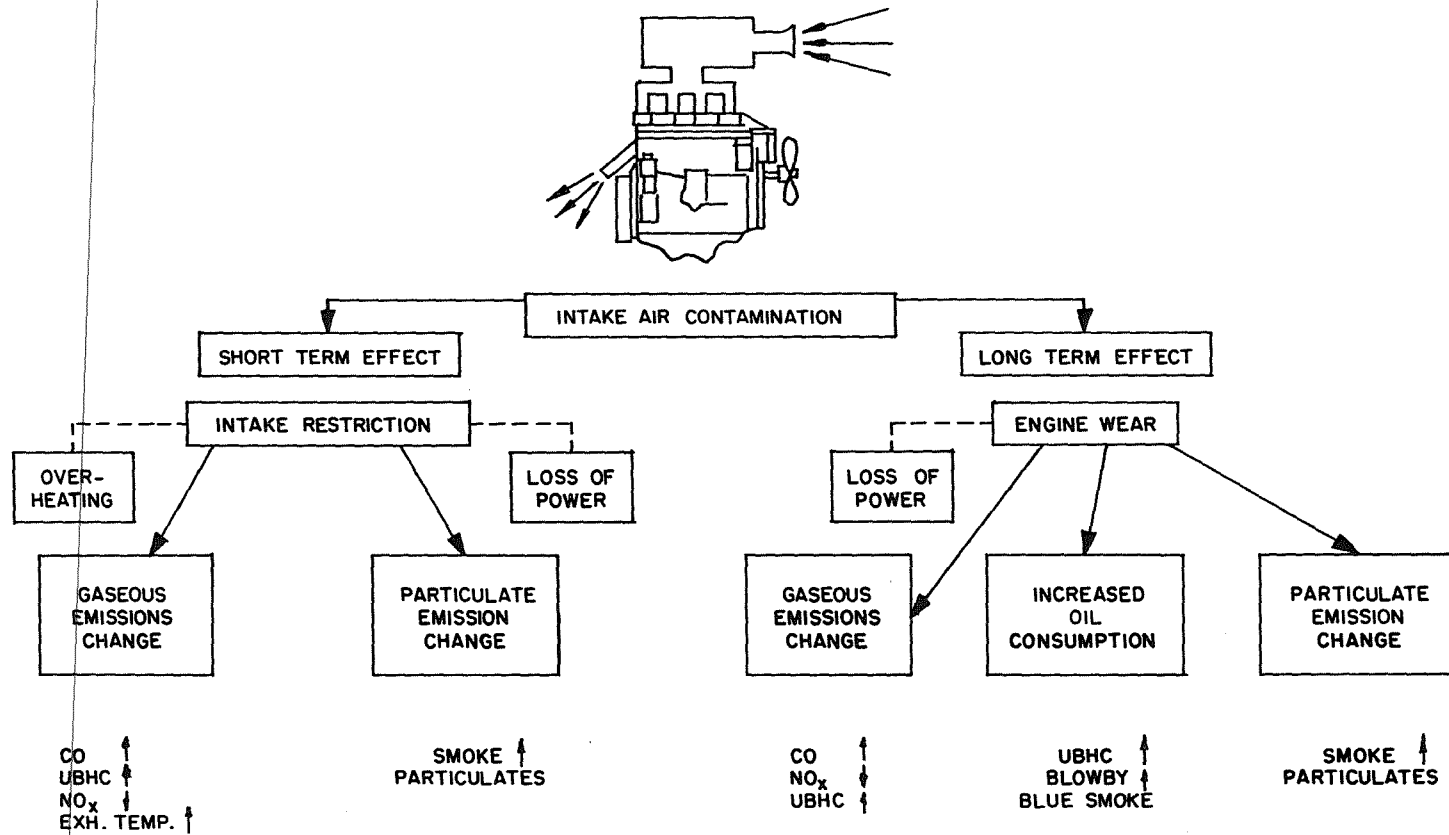 INTAKE AIR CONTAMINATION
SHORT TERM EFFECT
LONG TERM EFFECT
INTAKE RESTRICTION
ENGINE WEAR
OVER-
HEATING
LOSS OF
POWER
LOSS OF
POWER
GASEOUS
EMISSIONS
CHANGE
PARTICULATE
EMISSION
CHANGE
GASEOUS
EMISSIONS
CHANGE
INCREASED
OIL
CONSUMPTION
PARTICULATE
EMISSION
CHANGE
CO ↑
UBHC ↑
NOx ↓
EXH. TEMP. ↑
SMOKE ↑
PARTICULATES
CO ↑
NOx ↓
UBHC ↑
UBHC ↑
BLOWBY ↑
BLUE SMOKE
SMOKE ↑
PARTICULATES